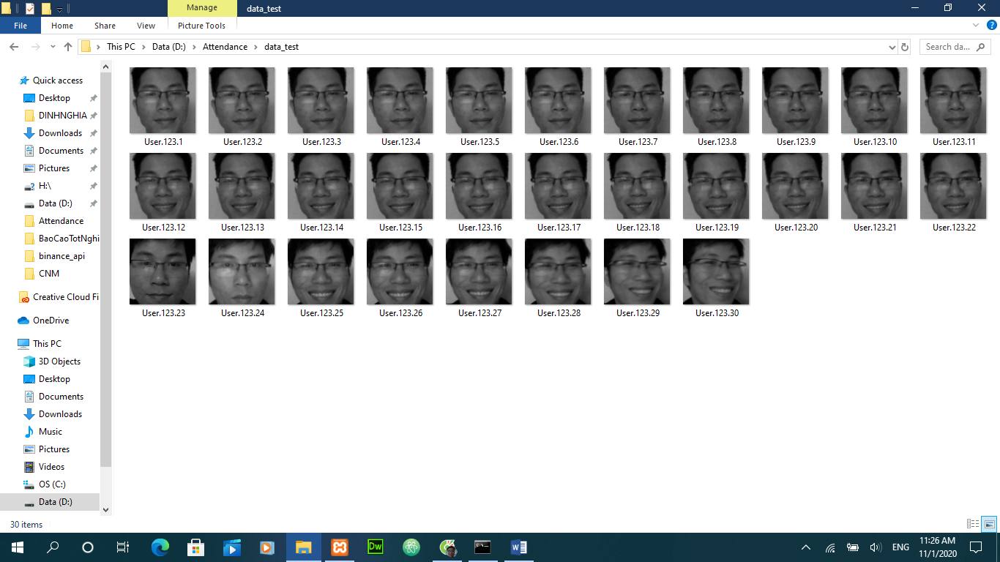 Manage
data_test
File
Home
Share
View
Picture Tools
This PC
Data (D:)
Attendance
data_test
Search da...
Quick access
Desktop
DINHNGHIA
Downloads
Documents
Pictures
H:\
Data (D:)
Attendance
BaoCaoTotNghi
binance_api
CNM
Creative Cloud Fi
OneDrive
This PC
3D Objects
Desktop
Documents
Downloads
Music
Pictures
Videos
OS (C:)
Data (D:)
User.123.1 User.123.2 User.123.3 User.123.4 User.123.5 User.123.6 User.123.7 User.123.8 User.123.9 User.123.10 User.123.11
User.123.12 User.123.13 User.123.14 User.123.15 User.123.16 User.123.17 User.123.18 User.123.19 User.123.20 User.123.21 User.123.22
User.123.23 User.123.24 User.123.25 User.123.26 User.123.27 User.123.28 User.123.29 User.123.30
30 items
Dw
ENG
11:26 AM
11/1/2020